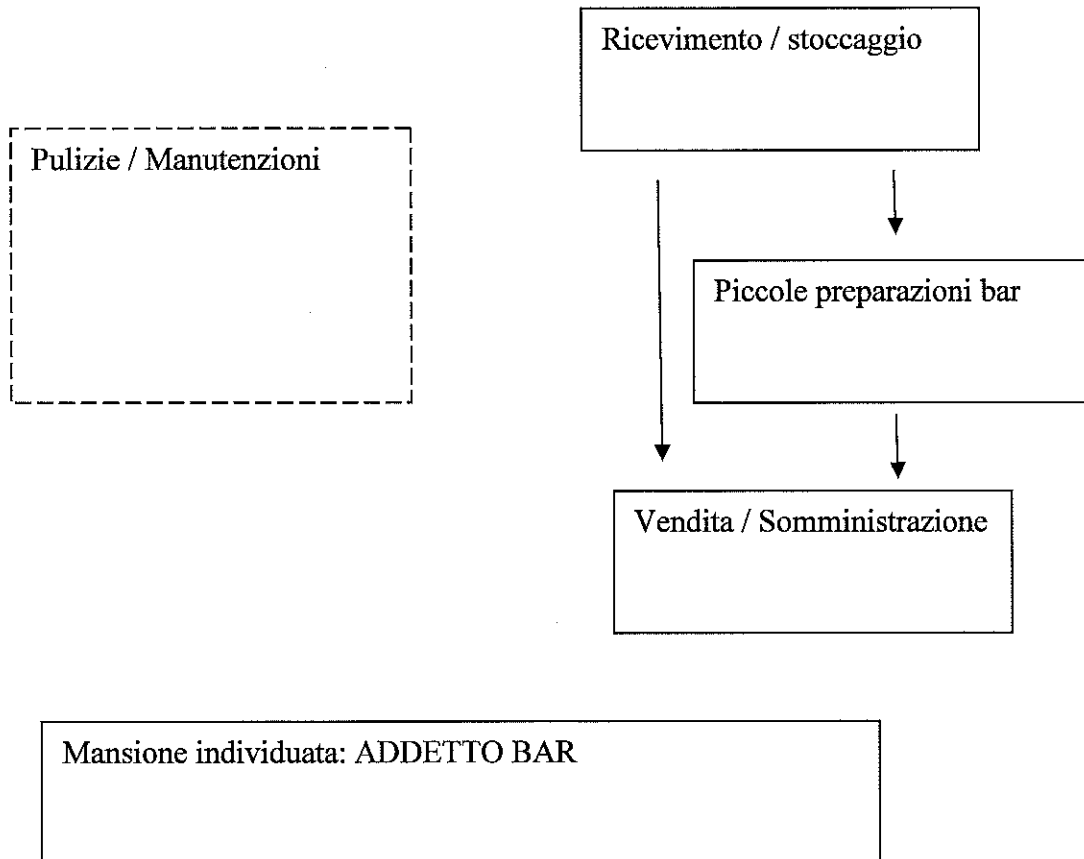 Ricevimento / stoccaggio
Pulizie / Manutenzioni
Piccole preparazioni bar
Vendita / Somministrazione
Mansione individuata: ADDETTO BAR